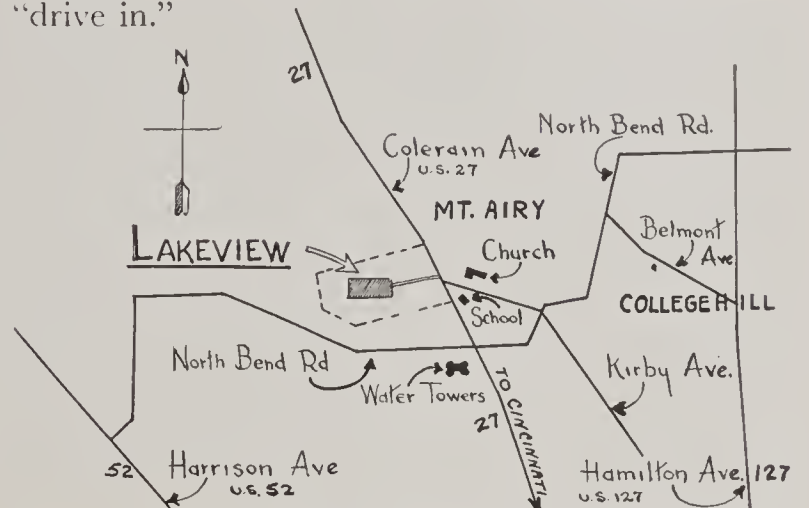 “drive in.”
N
27
Colerain Ave
U.S. 27
North Bend Rd.
MT. AIRY
LAKEVIEW
Church
Belmont
Ave
School
COLLEGE HILL
North Bend Rd
Water Towers
TO CINCINNATI
27
Kirby Ave.
52
Harrison Ave
U.S. 52
Hamilton Ave. 127
U.S. 127